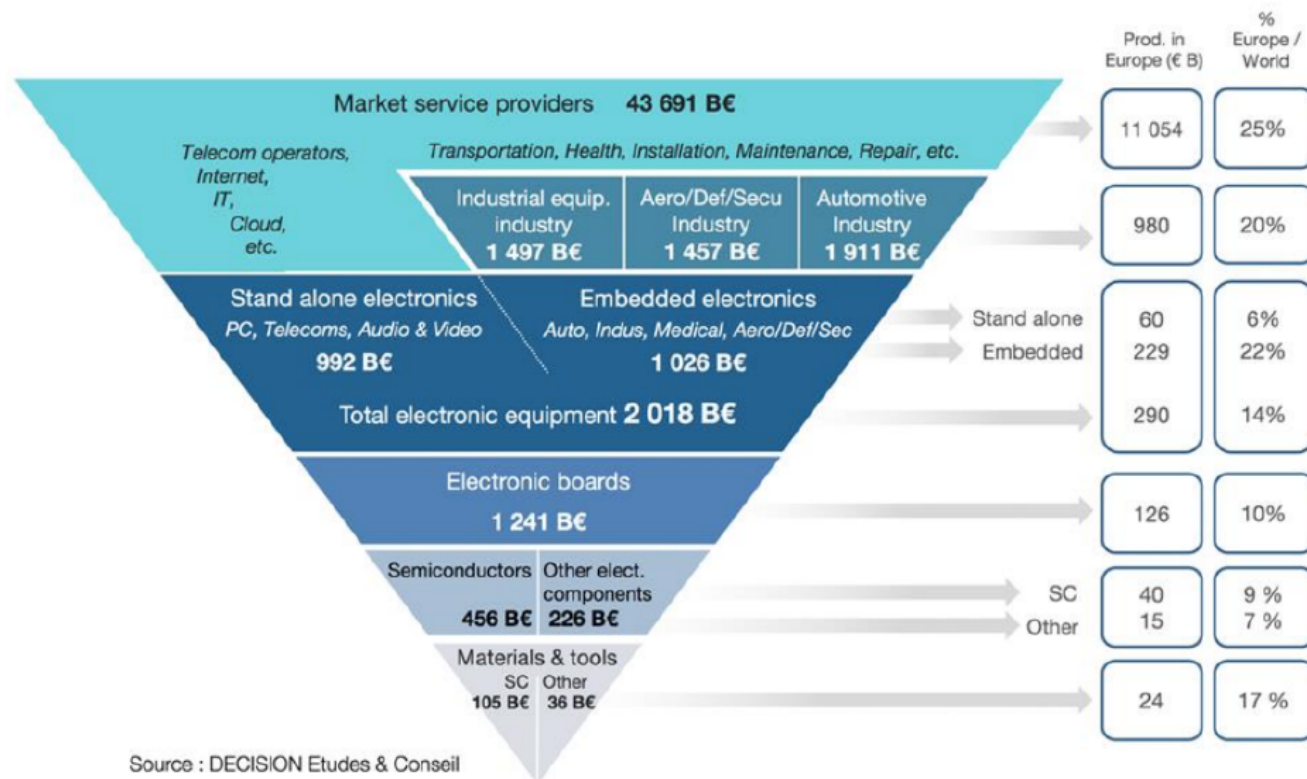 Prod. in
Europe (€ B)
%
Europe /
World
Market service providers 43 691 B€
11 054
25%
Telecom operators,
Internet,
IT,
Cloud,
etc.
Transportation, Health, Installation, Maintenance, Repair, etc.
Industrial equip.
industry
1 497 B€
Aero/Def/Secu
Industry
1 457 B€
Automotive
Industry
1 911 B€
980
20%
Stand alone electronics
PC, Telecoms, Audio & Video
992 B€
Embedded electronics
Auto, Indus, Medical, Aero/Def/Sec
1 026 B€
Stand alone
60
6%
Embedded
229
22%
Total electronic equipment 2 018 B€
290
14%
Electronic boards
1 241 B€
126
10%
Semiconductors
456 B€
Other elect.
components
226 B€
SC
40
9 %
Other
15
7 %
Materials & tools
SC
105 B€
Other
36 B€
24
17 %
Source : DECISION Etudes & Conseil